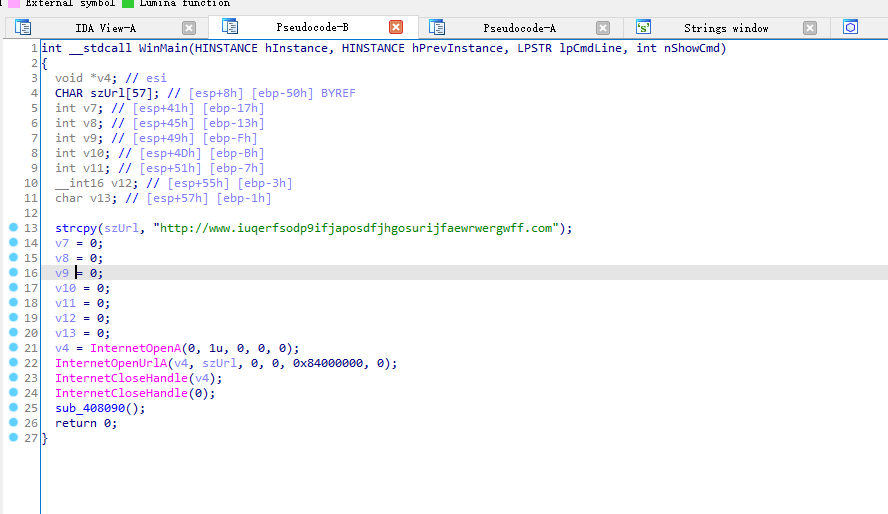 External symbol Lumina function
IDA View-A Pseudocode-B Pseudocode-A Strings window
1 int __stdcall WinMain(HINSTANCE hInstance, HINSTANCE hPrevInstance, LPSTR lpCmdLine, int nShowCmd)
2 {
3 void *v4; // esi
4 CHAR szUrl[57]; // [esp+8h] [ebp-50h] BYREF
5 int v7; // [esp+41h] [ebp-17h]
6 int v8; // [esp+45h] [ebp-13h]
7 int v9; // [esp+49h] [ebp-Fh]
8 int v10; // [esp+4Dh] [ebp-Bh]
9 int v11; // [esp+51h] [ebp-7h]
10 __int16 v12; // [esp+55h] [ebp-3h]
11 char v13; // [esp+57h] [ebp-1h]
12
13 strcpy(szUrl, "http://www.iuqerfsodp9ifjaposdfjhgosurijfaewrwergwff.com");
14 v7 = 0;
15 v8 = 0;
16 v9 = 0;
17 v10 = 0;
18 v11 = 0;
19 v12 = 0;
20 v13 = 0;
21 v4 = InternetOpenA(0, 1u, 0, 0, 0);
22 InternetOpenUrlA(v4, szUrl, 0, 0, 0x84000000, 0);
23 InternetCloseHandle(v4);
24 InternetCloseHandle(0);
25 sub_408090();
26 return 0;
27 }